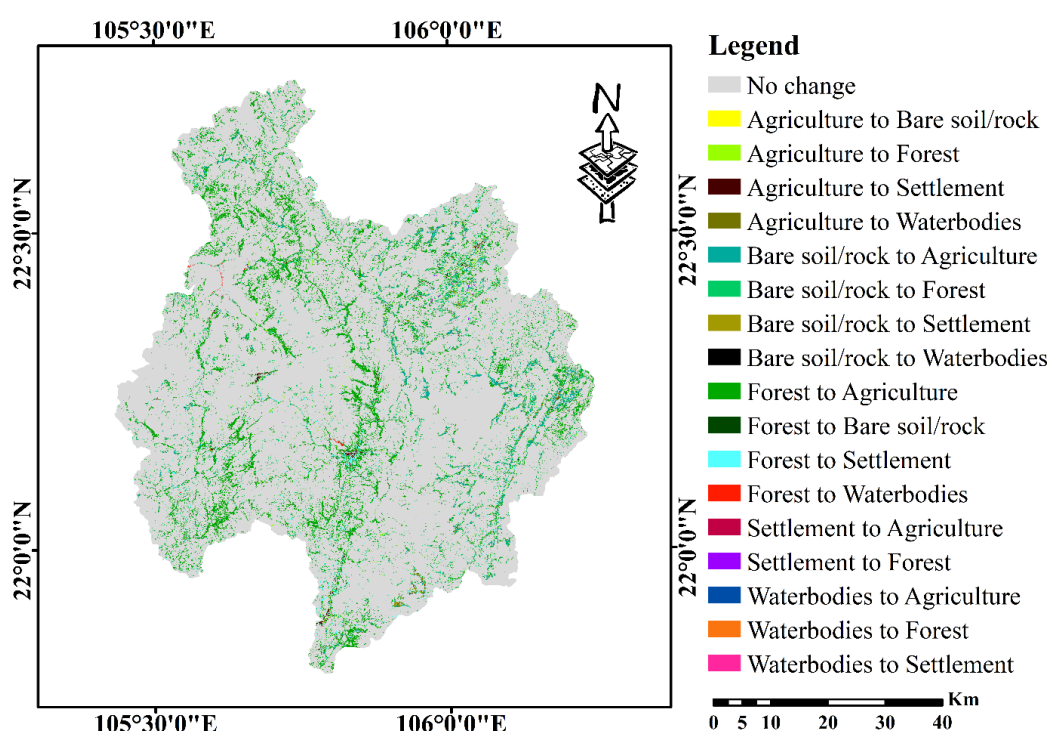 105°30'0"E 106°0'0"E
N
22°30'0"N 22°30'0"N
22°0'0"N 22°0'0"N
105°30'0"E 106°0'0"E
Legend
No change
Agriculture to Bare soil/rock
Agriculture to Forest
Agriculture to Settlement
Agriculture to Waterbodies
Bare soil/rock to Agriculture
Bare soil/rock to Forest
Bare soil/rock to Settlement
Bare soil/rock to Waterbodies
Forest to Agriculture
Forest to Bare soil/rock
Forest to Settlement
Forest to Waterbodies
Settlement to Agriculture
Settlement to Forest
Waterbodies to Agriculture
Waterbodies to Forest
Waterbodies to Settlement
Km
0 5 10 20 30 40